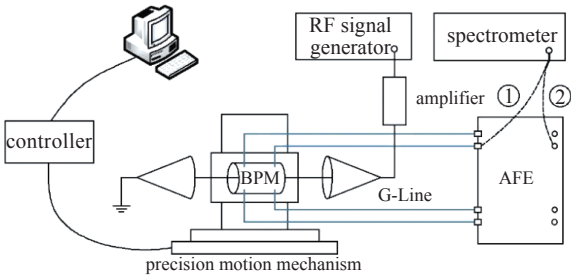 RF signal
generator
spectrometer
amplifier
①
②
controller
BPM
G-Line
AFE
precision motion mechanism